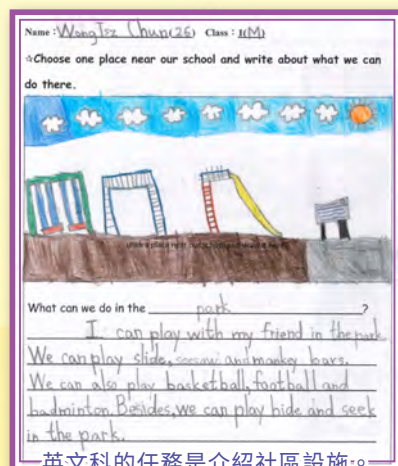 Name : Wong Tsz Chun(26) Class : 1(M)
☆Choose one place near our school and write about what we can
do there.
What can we do in the park ?
I can play with my friend in the park
We can play slide, seesaw and mankey bars.
We can also play basketball, football and
badminton. Besides, we can play hide and seek
in the park.
英文科的任務是介紹社區設施。